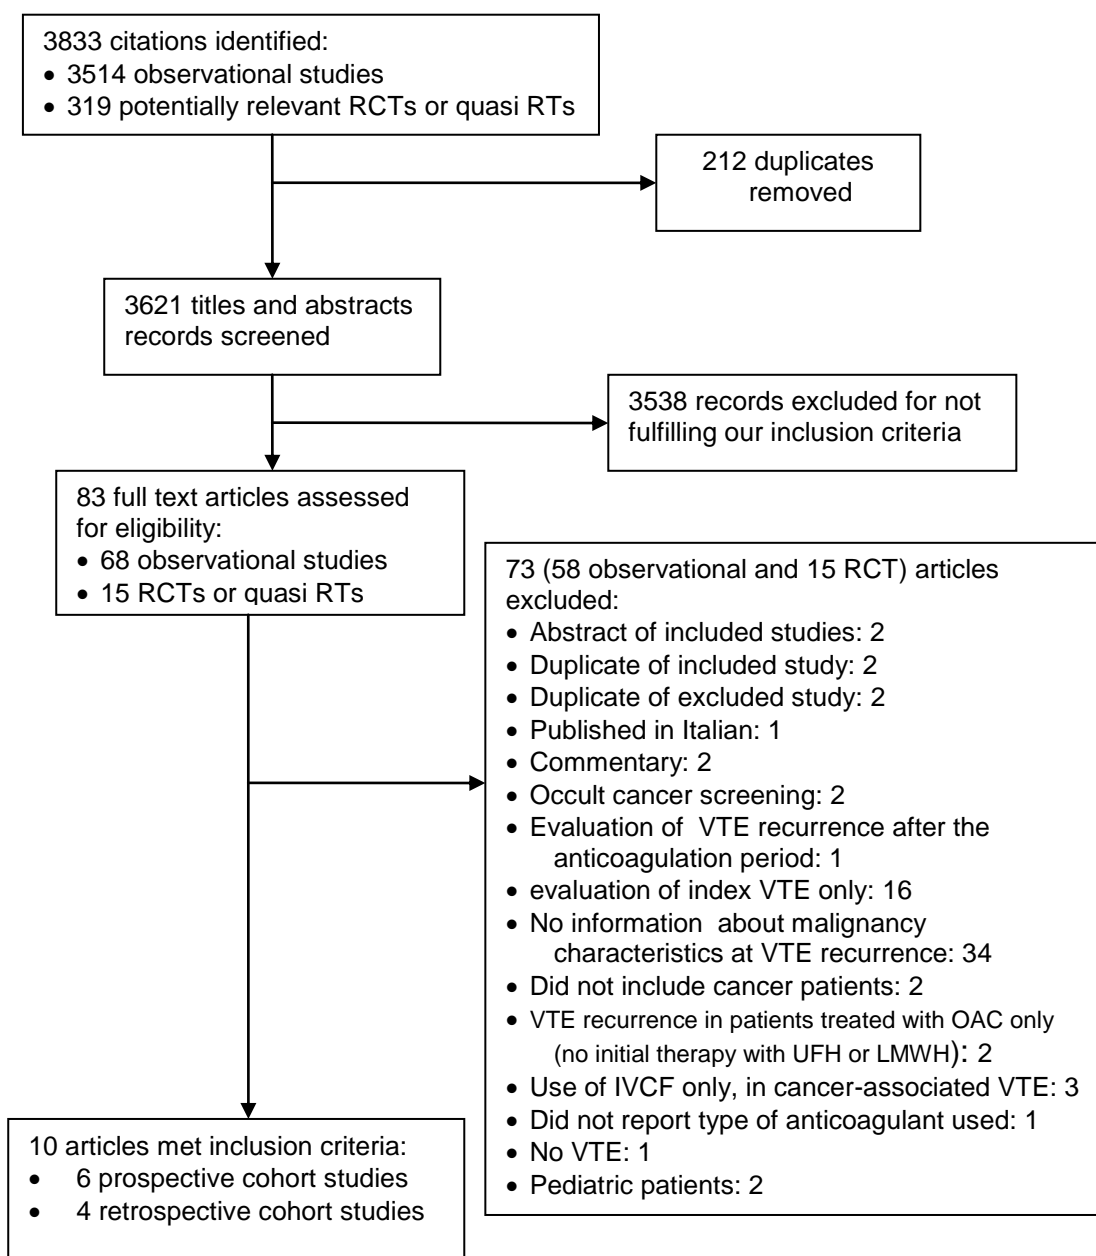 3833 citations identified:
• 3514 observational studies
• 319 potentially relevant RCTs or quasi RTs
212 duplicates
removed
3621 titles and abstracts
records screened
3538 records excluded for not
fulfilling our inclusion criteria
83 full text articles assessed
for eligibility:
• 68 observational studies
• 15 RCTs or quasi RTs
73 (58 observational and 15 RCT) articles
excluded:
• Abstract of included studies: 2
• Duplicate of included study: 2
• Duplicate of excluded study: 2
• Published in Italian: 1
• Commentary: 2
• Occult cancer screening: 2
• Evaluation of VTE recurrence after the
anticoagulation period: 1
• evaluation of index VTE only: 16
• No information about malignancy
characteristics at VTE recurrence: 34
• Did not include cancer patients: 2
• VTE recurrence in patients treated with OAC only
(no initial therapy with UFH or LMWH): 2
• Use of IVCF only, in cancer-associated VTE: 3
• Did not report type of anticoagulant used: 1
• No VTE: 1
• Pediatric patients: 2
10 articles met inclusion criteria:
• 6 prospective cohort studies
• 4 retrospective cohort studies